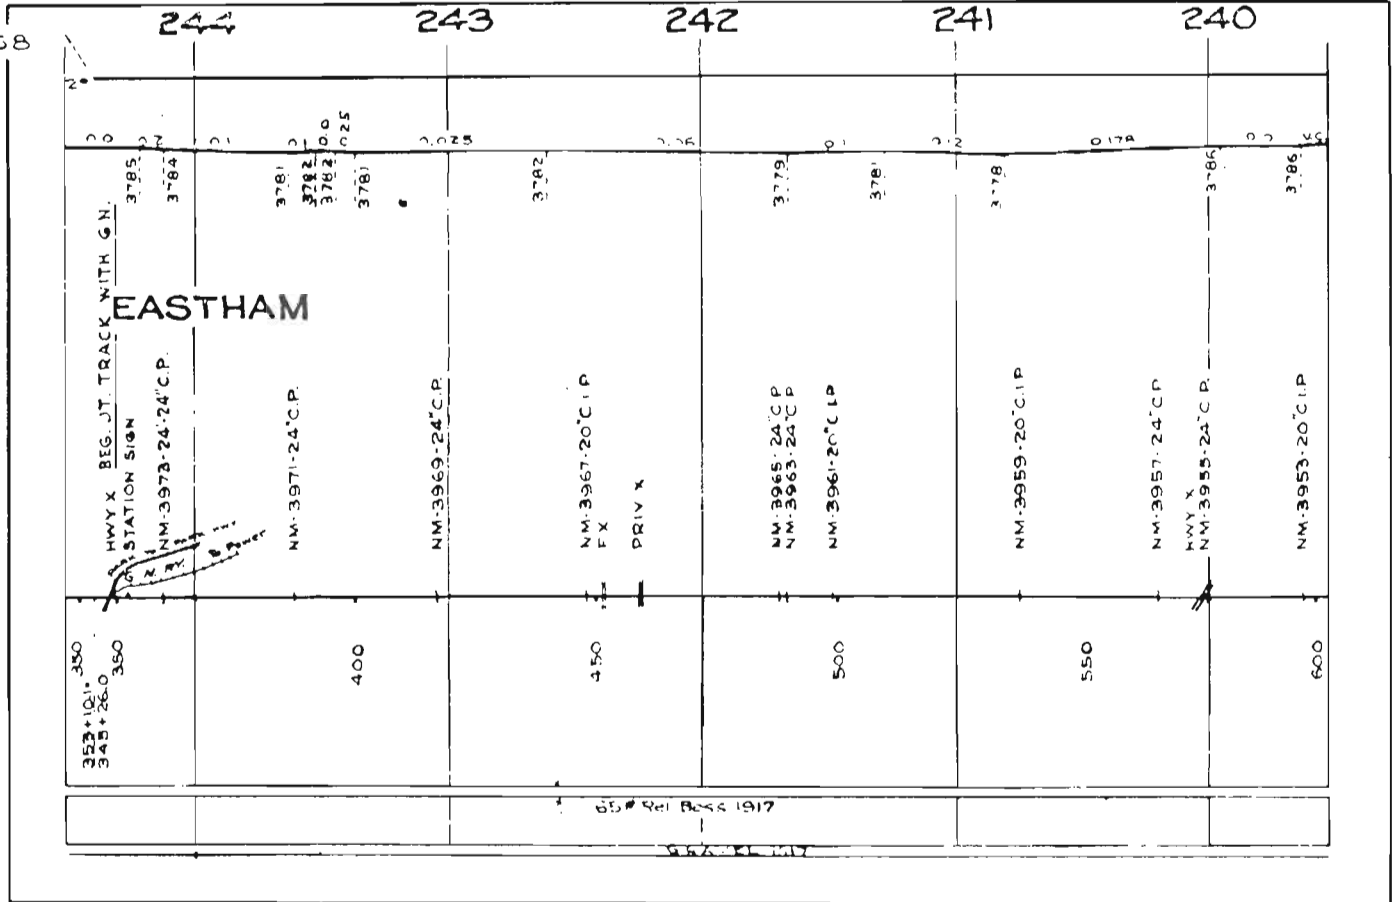 244 243 242 241 240
3785
3784
3781
3782
3782
0.0
025
3781
3782
3779
3781
3778
3786
3786
EASTHAM
HWY X
BEG. JT. TRACK WITH G N.
STATION SIGN
NM-3973-24"-24"C.P.
NM-3971-24"C.P.
NM-3969-24"C.P.
NM-3967-20"C I P
FX
PRIV X
NM-3965-24"C P
NM-3963-24"C P
NM-3961-20"C I.P
NM-3959-20"C.I P
NM-3957-24"C P
HWY X
NM-3955-24"C P.
NM-3953-20"C I.P
350
350
400
450
500
550
600
353+10.1
345+26.0
65# Rel 1917